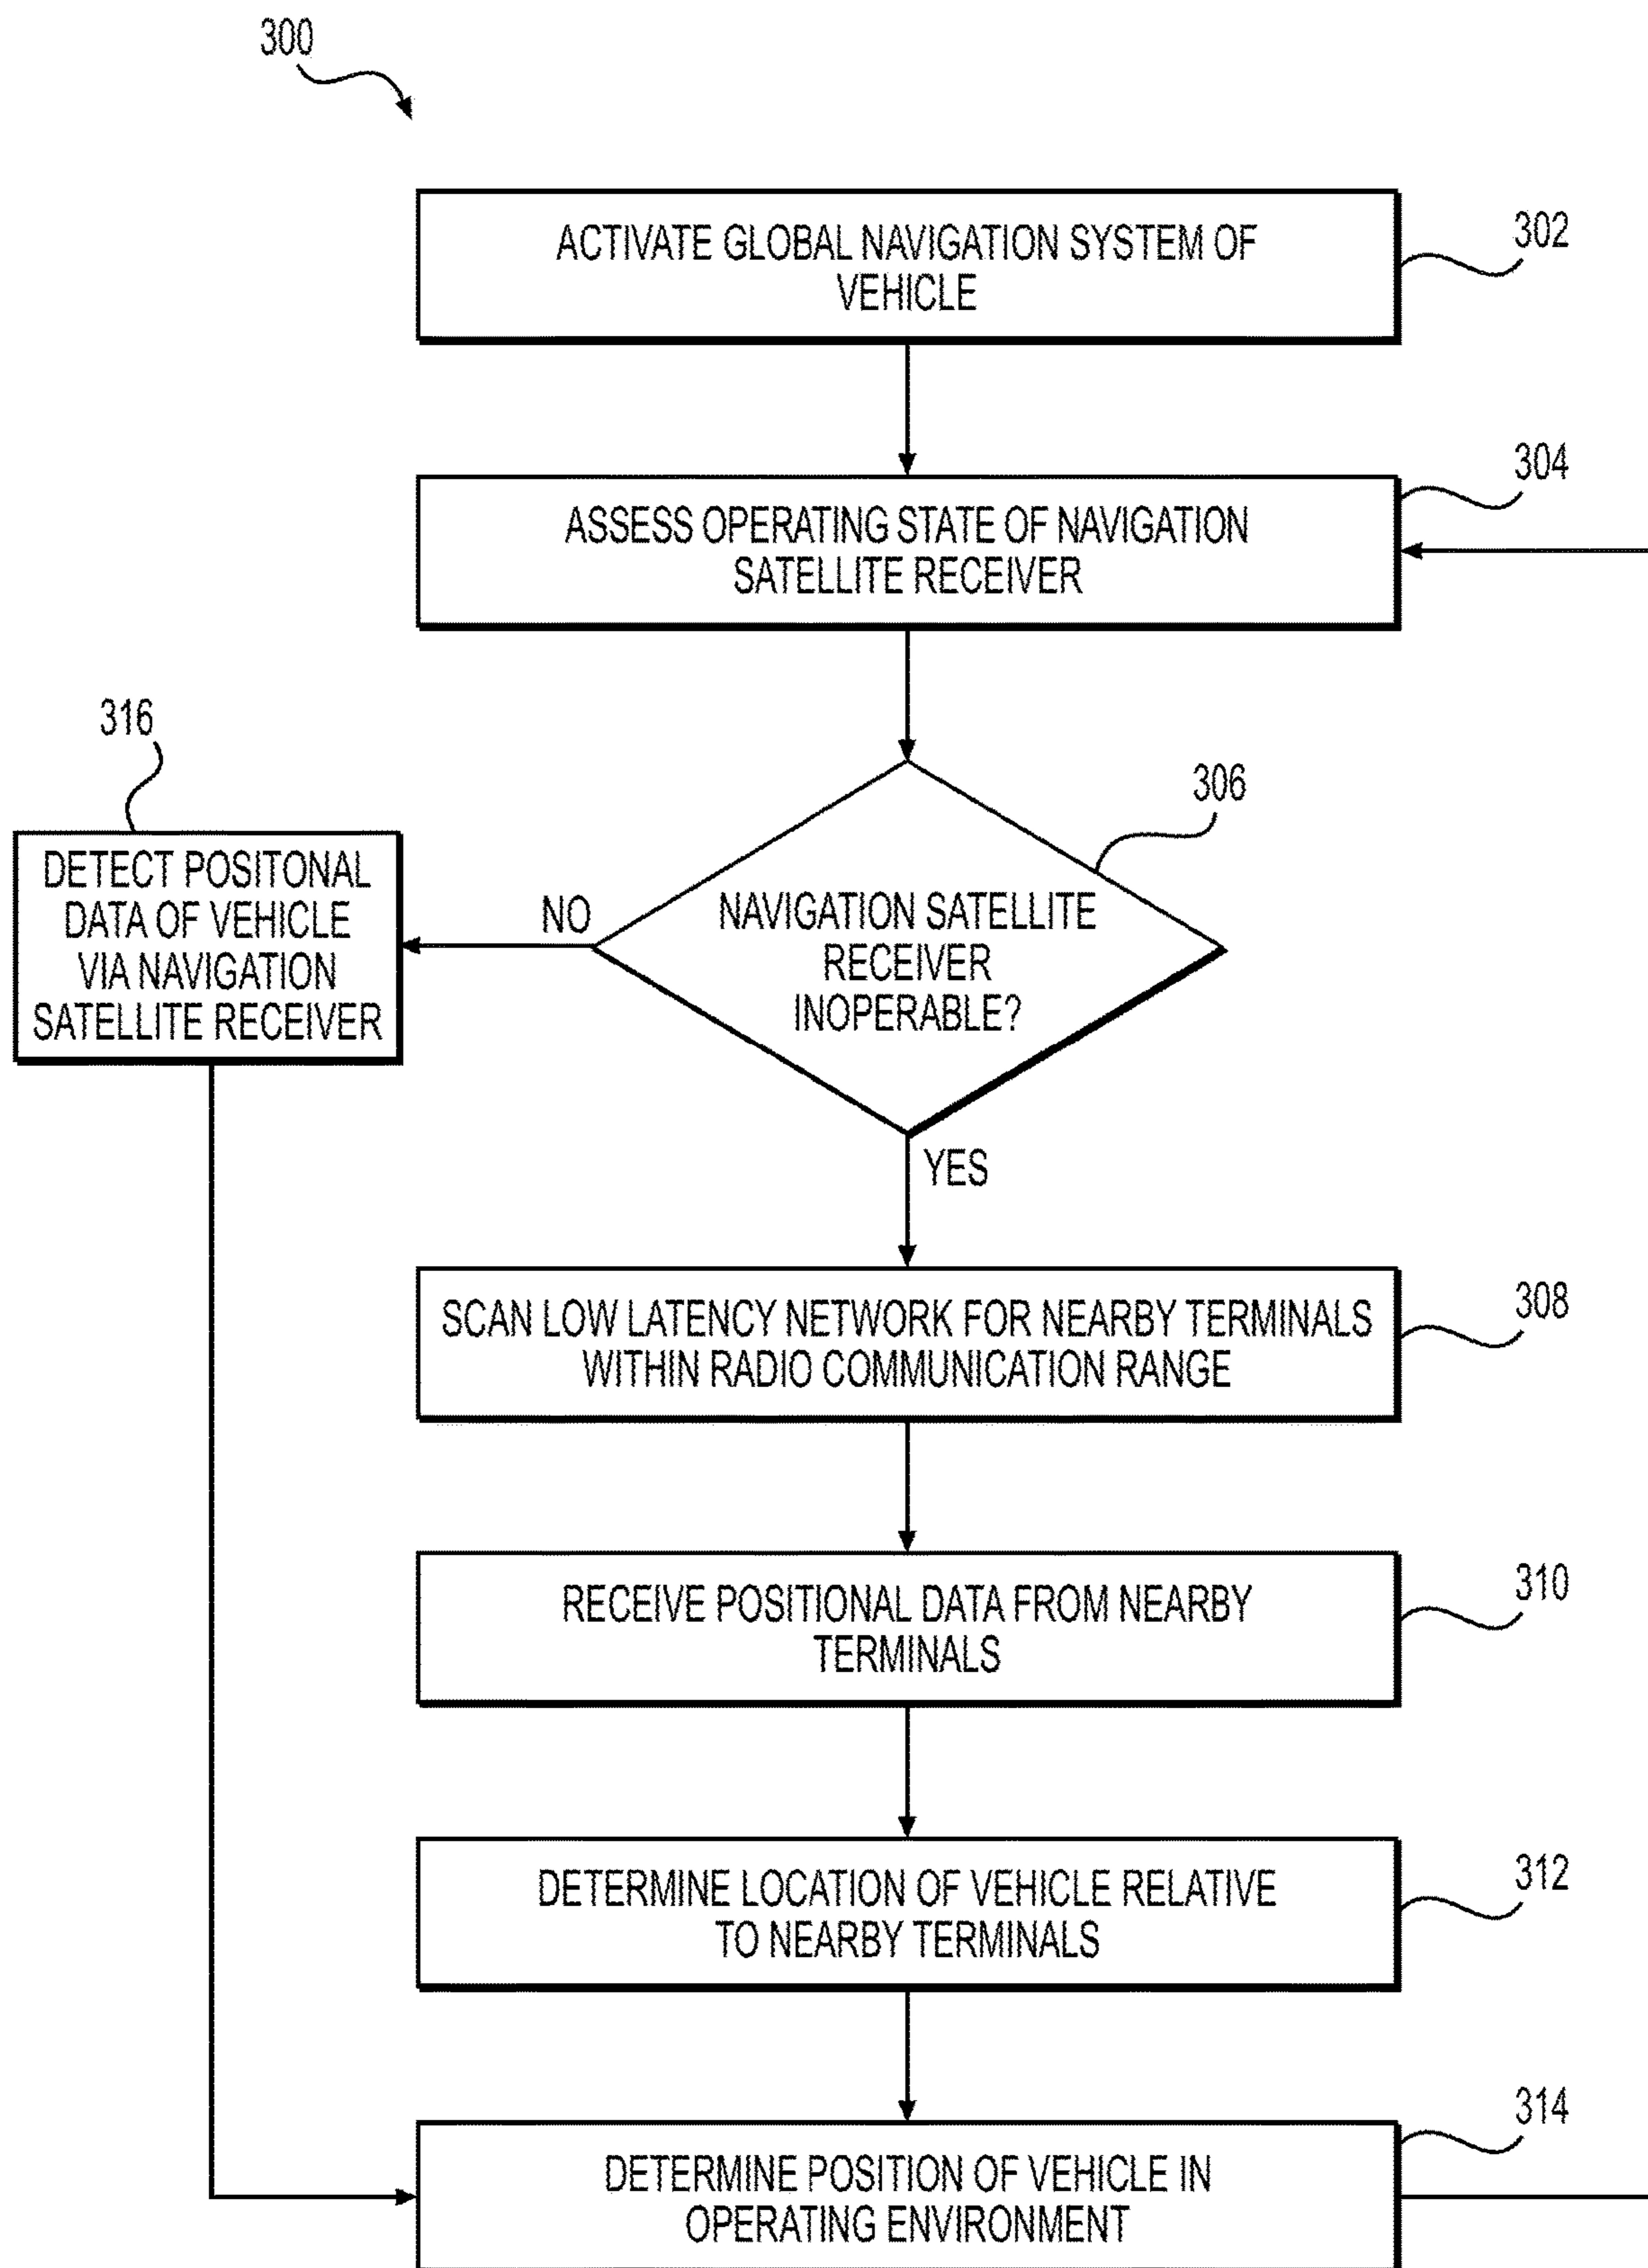 300
ACTIVATE GLOBAL NAVIGATION SYSTEM OF
VEHICLE
302
ASSESS OPERATING STATE OF NAVIGATION
SATELLITE RECEIVER
304
316
DETECT POSITONAL
DATA OF VEHICLE
VIA NAVIGATION
SATELLITE RECEIVER
NO
306
NAVIGATION SATELLITE
RECEIVER
INOPERABLE?
YES
SCAN LOW LATENCY NETWORK FOR NEARBY TERMINALS
WITHIN RADIO COMMUNICATION RANGE
308
RECEIVE POSITIONAL DATA FROM NEARBY
TERMINALS
310
DETERMINE LOCATION OF VEHICLE RELATIVE
TO NEARBY TERMINALS
312
DETERMINE POSITION OF VEHICLE IN
OPERATING ENVIRONMENT
314